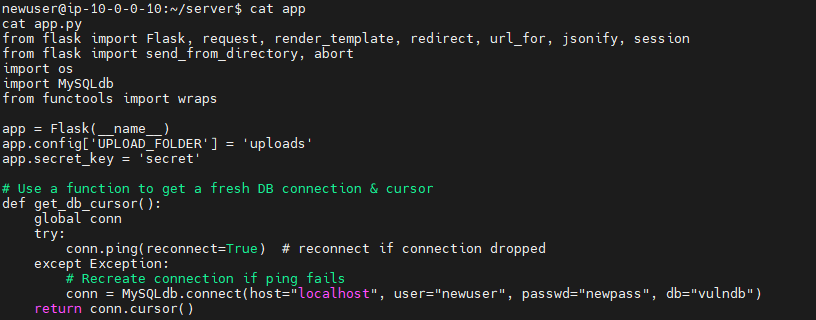 newuser@ip-10-0-0-10:~/server$ cat app
cat app.py
from flask import Flask, request, render_template, redirect, url_for, jsonify, session
from flask import send_from_directory, abort
import os
import MySQLdb
from functools import wraps

app = Flask(__name__)
app.config['UPLOAD_FOLDER'] = 'uploads'
app.secret_key = 'secret'

# Use a function to get a fresh DB connection & cursor
def get_db_cursor():
    global conn
    try:
        conn.ping(reconnect=True)  # reconnect if connection dropped
    except Exception:
        # Recreate connection if ping fails
        conn = MySQLdb.connect(host="localhost", user="newuser", passwd="newpass", db="vulndb")
    return conn.cursor()